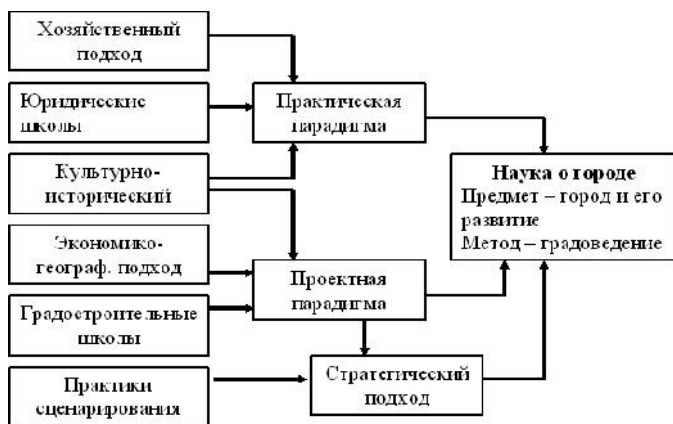 Хозяйственный
подход
Юридические
школы
Культурно-
исторический
Экономико-
географ. подход
Градостроительные
школы
Практики
сценарирования
Практическая
парадигма
Проектная
парадигма
Стратегический
подход
Наука о городе
Предмет – город и его
развитие
Метод – градоведение